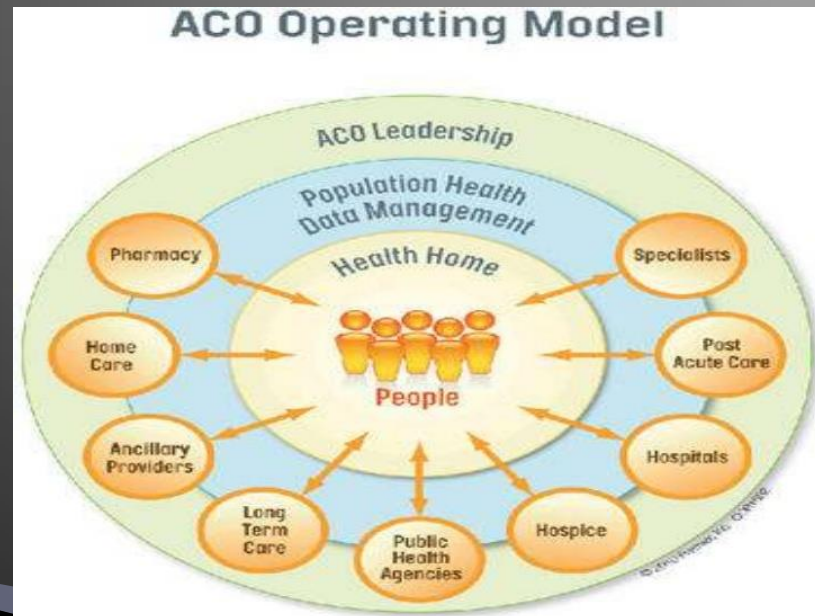 ACO Operating Model
ACO Leadership
Population Health
Data Management
Health Home
Pharmacy
Specialists
Home
Care
Post
Acute Care
People
Ancillary
Providers
Hospitals
Long
Term
Care
Hospice
Public
Health
Agencies